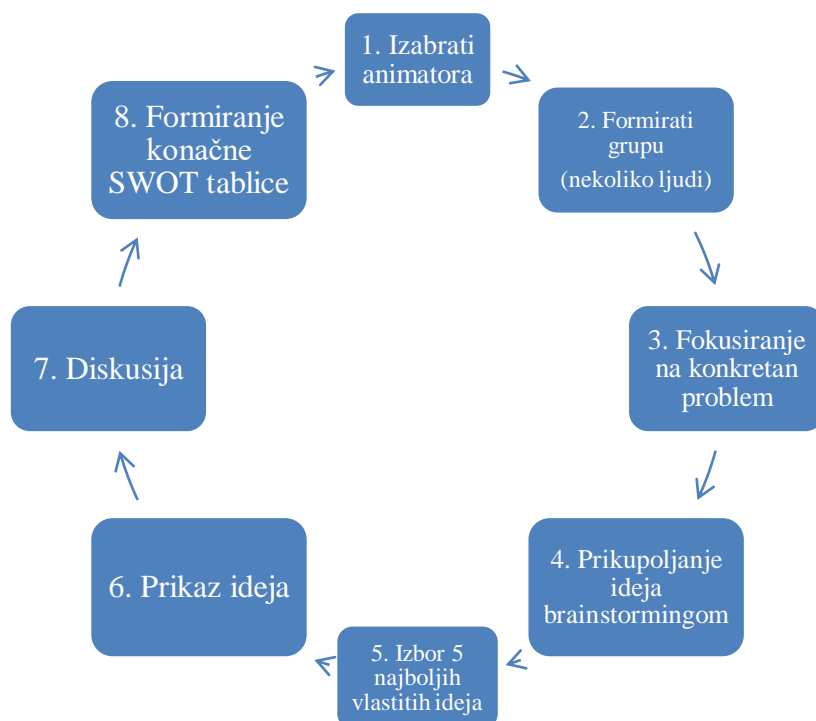 1. Izabrati
animatora
2. Formirati
grupu
(nekoliko ljudi)
3. Fokusiranje
na konkretan
problem
4. Prikupoljanje
ideja
brainstormingom
5. Izbor 5
najboljih
vlastitih ideja
6. Prikaz ideja
7. Diskusija
8. Formiranje
konačne
SWOT tablice